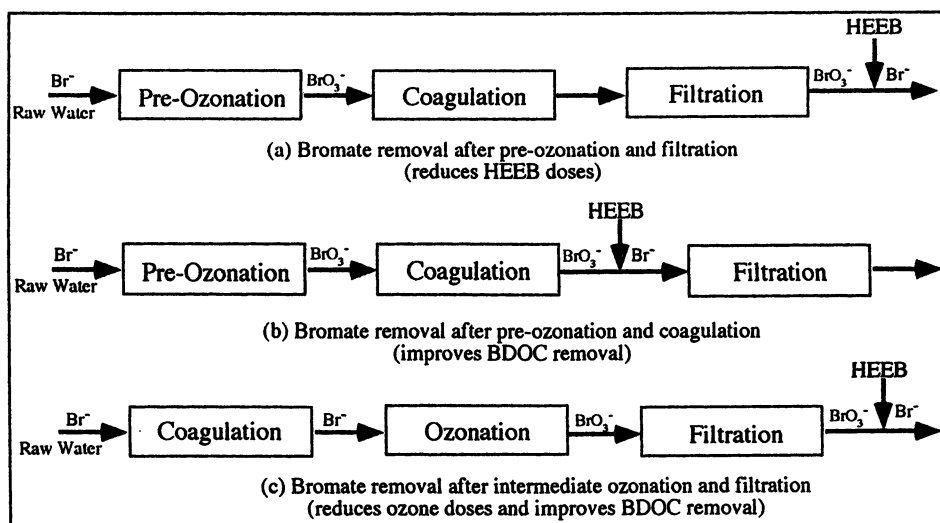 HEEB
Br⁻ BrO₃⁻ BrO₃⁻ Br⁻
Raw Water Pre-Ozonation Coagulation Filtration
(a) Bromate removal after pre-ozonation and filtration
(reduces HEEB doses)
HEEB
Br⁻ BrO₃⁻ BrO₃⁻ Br⁻
Raw Water Pre-Ozonation Coagulation Filtration
(b) Bromate removal after pre-ozonation and coagulation
(improves BDOC removal)
HEEB
Br⁻ Br⁻ BrO₃⁻ BrO₃⁻ Br⁻
Raw Water Coagulation Ozonation Filtration
(c) Bromate removal after intermediate ozonation and filtration
(reduces ozone doses and improves BDOC removal)